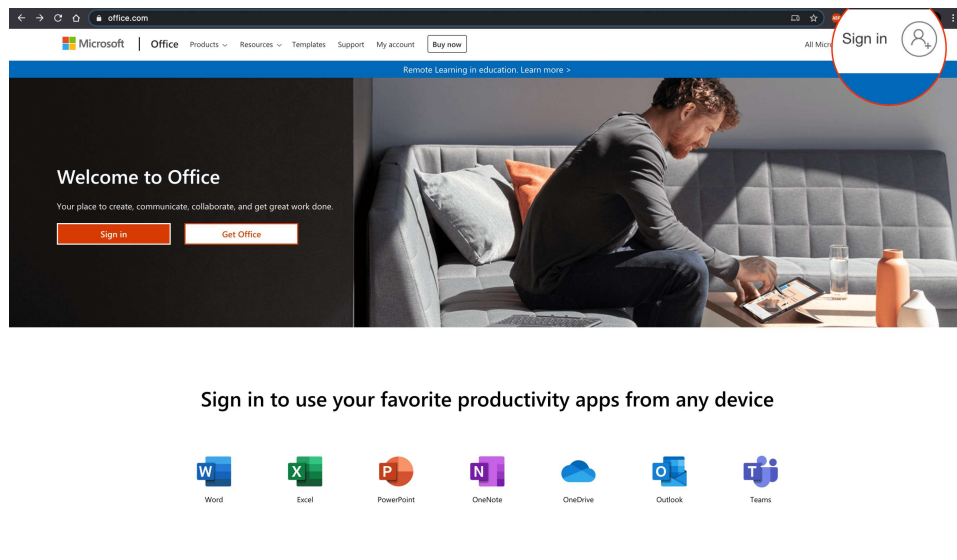 office.com
Microsoft Office Products Resources Templates Support My account Buy now All Micro
Sign in
Remote Learning in education. Learn more >
Welcome to Office
Your place to create, communicate, collaborate, and get great work done.
Sign in Get Office
Sign in to use your favorite productivity apps from any device
W X P N O T
Word Excel PowerPoint OneNote OneDrive Outlook Teams